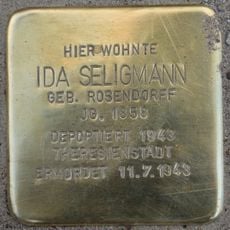 HIER WOHNTE
IDA SELIGMANN
GEB. ROSENDORFF
JG. 1858
DEPORTIERT 1943
THERESIENSTADT
ERMORDET 11.7.1943